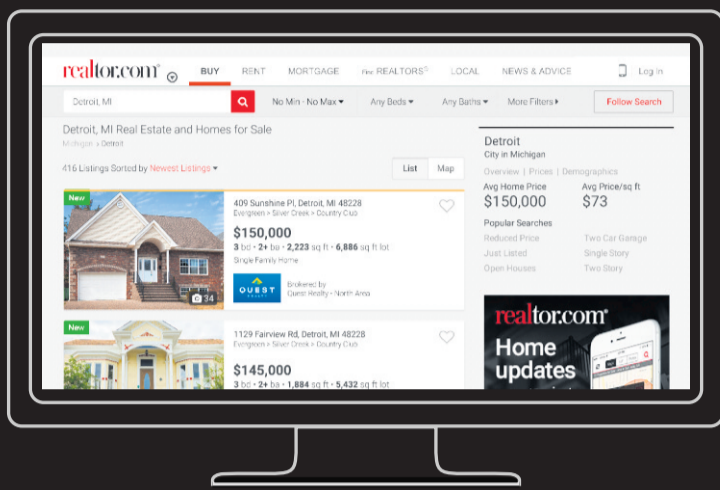 realtor.com® BUY RENT MORTGAGE Find REALTORS® LOCAL NEWS & ADVICE Log In
Detroit, MI No Min - No Max Any Beds Any Baths More Filters Follow Search
Detroit, MI Real Estate and Homes for Sale
Michigan > Detroit
416 Listings Sorted by Newest Listings
List Map
New
34
409 Sunshine Pl, Detroit, MI 48228
Evergreen > Silver Creek > Country Club
$150,000
3 bd • 2+ ba • 2,223 sq ft • 6,886 sq ft lot
Single Family Home
QUEST
REALTY
Brokered by
Quest Realty - North Area
New
1129 Fairview Rd, Detroit, MI 48228
Evergreen > Silver Creek > Country Club
$145,000
3 bd • 2+ ba • 1,884 sq ft • 5,432 sq ft lot
Detroit
City in Michigan
Overview | Prices | Demographics
Avg Home Price Avg Price/sq ft
$150,000 $73
Popular Searches
Reduced Price Two Car Garage
Just Listed Single Story
Open Houses Two Story
realtor.com®
Home
updates